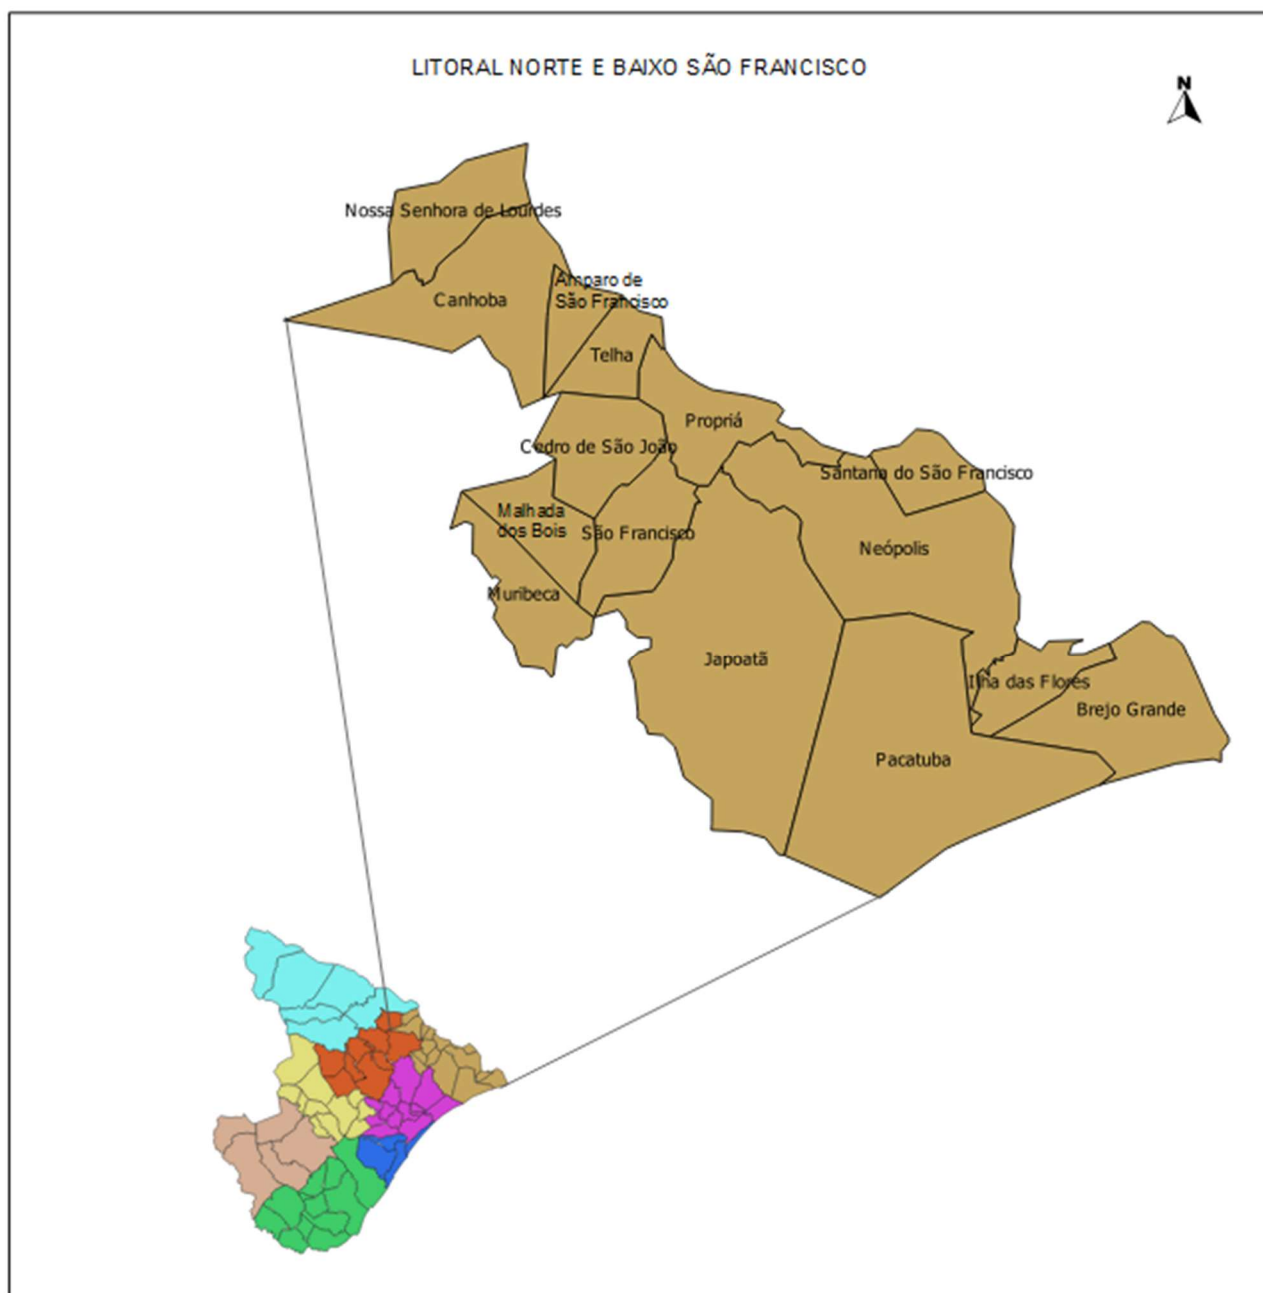 LITORAL NORTE E BAIXO SÃO FRANCISCO
N
Nossa Senhora de Lourdes
Amparo de
São Francisco
Canhoba
Telha
Propriá
Cedro de São João
Santana do São Francisco
Malhada
dos Bois
São Francisco
Neópolis
Muribeca
Japoatã
Ilha das Flores
Brejo Grande
Pacatuba